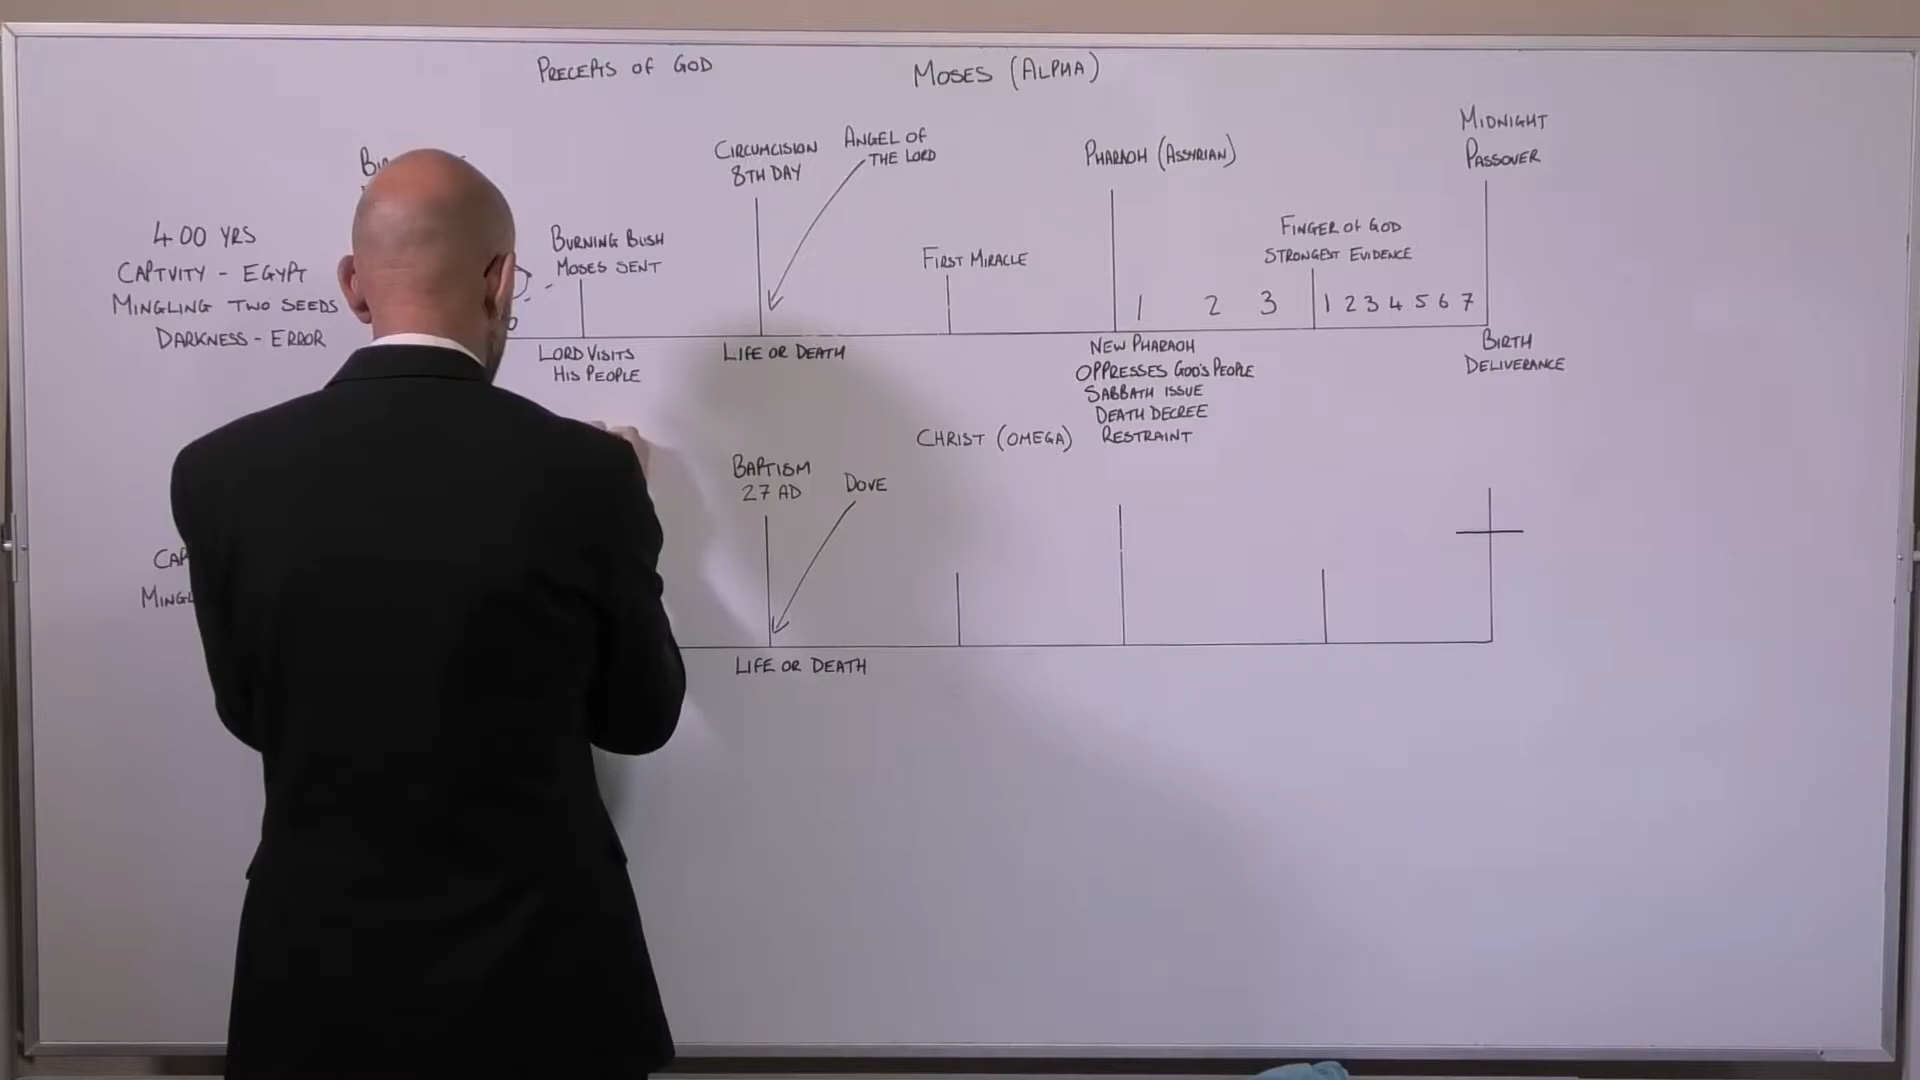 PRECEPTS OF GOD
MOSES (ALPHA)
MIDNIGHT
PASSOVER
CIRCUMCISION
8TH DAY
ANGEL OF
THE LORD
PHARAOH (ASSYRIAN)
400 YRS
CAPTVITY - EGYPT
MINGLING TWO SEEDS
DARKNESS - ERROR
BURNING BUSH
MOSES SENT
FIRST MIRACLE
FINGER OF GOD
STRONGEST EVIDENCE
1 2 3
1 2 3 4 5 6 7
LORD VISITS
HIS PEOPLE
LIFE OR DEATH
NEW PHARAOH
OPPRESSES GOD'S PEOPLE
SABBATH ISSUE
DEATH DECREE
RESTRAINT
BIRTH
DELIVERANCE
CHRIST (OMEGA)
BAPTISM
27 AD
DOVE
LIFE OR DEATH